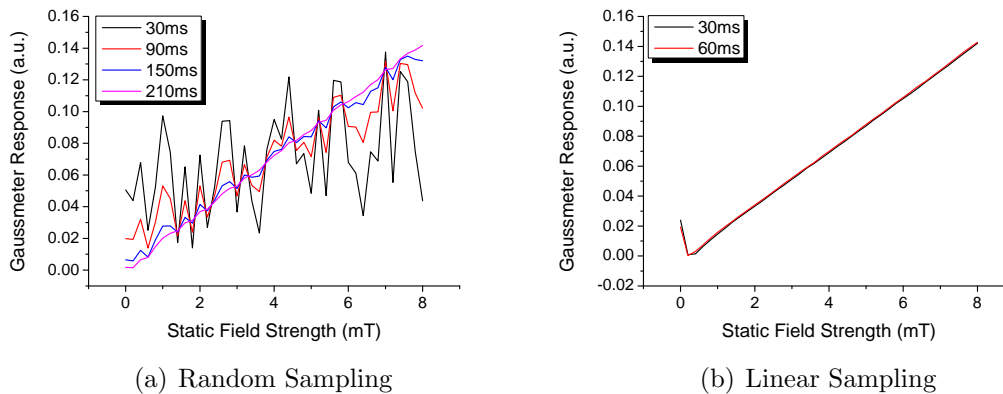 30ms
90ms
150ms
210ms
0.16
0.14
0.12
0.10
0.08
0.06
0.04
0.02
0.00
Gaussmeter Response (a.u.)
0 2 4 6 8
Static Field Strength (mT)
(a) Random Sampling
30ms
60ms
0.16
0.14
0.12
0.10
0.08
0.06
0.04
0.02
0.00
-0.02
Gaussmeter Response (a.u.)
0 2 4 6 8
Static Field Strength (mT)
(b) Linear Sampling